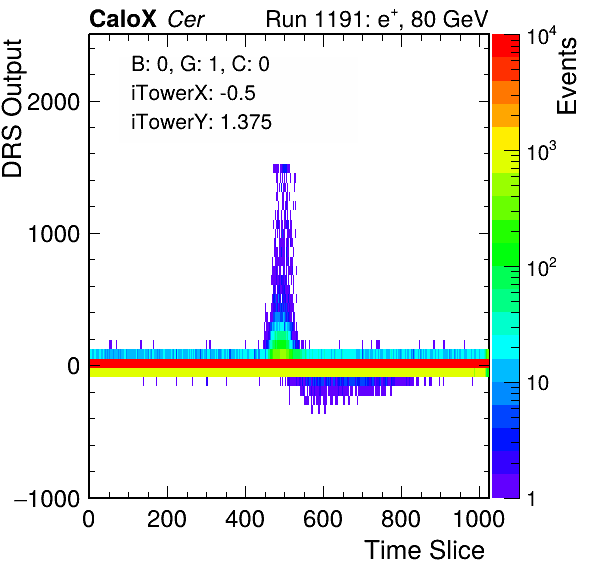 CaloX Cer Run 1191: e⁺, 80 GeV
B: 0, G: 1, C: 0
iTowerX: -0.5
iTowerY: 1.375
DRS Output
2000
1000
0
−1000
0 200 400 600 800 1000
Time Slice
10⁴
10³
10²
10
1
Events